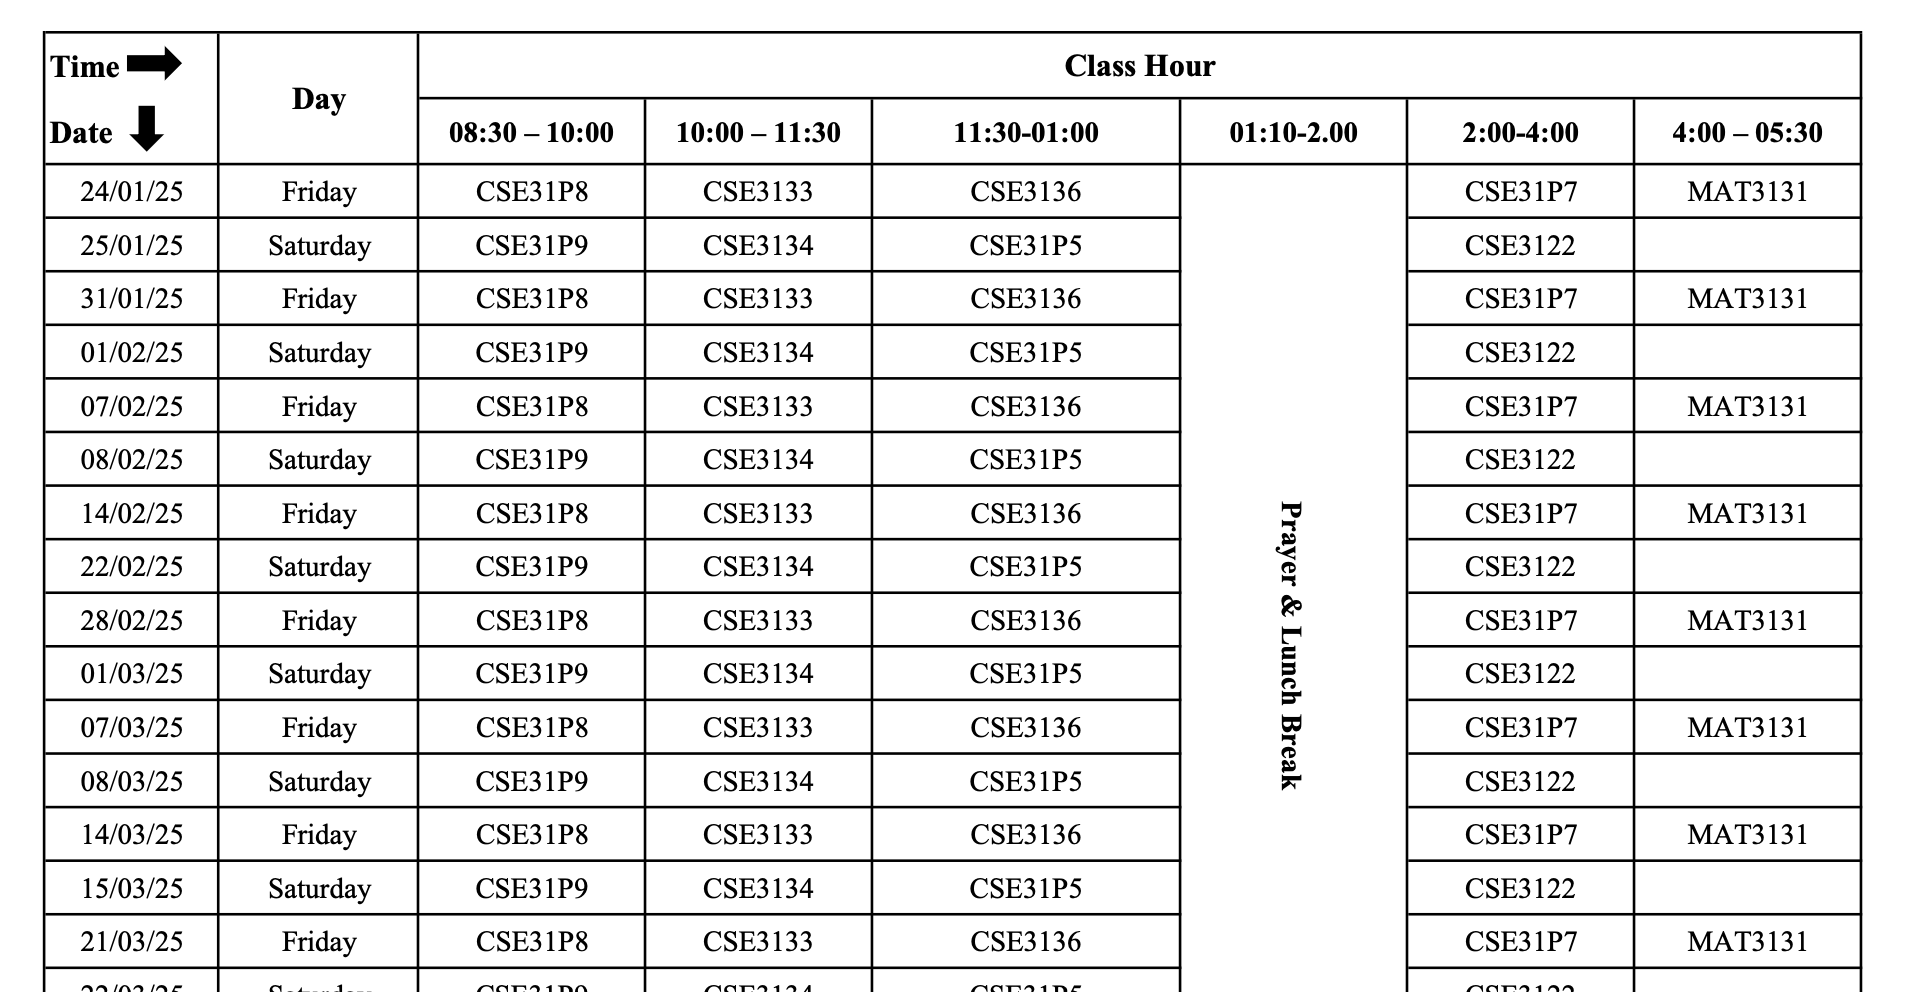 Time Day Class Hour
Date 08:30 – 10:00 10:00 – 11:30 11:30-01:00 01:10-2.00 2:00-4:00 4:00 – 05:30
24/01/25 Friday CSE31P8 CSE3133 CSE3136 CSE31P7 MAT3131
25/01/25 Saturday CSE31P9 CSE3134 CSE31P5 CSE3122
31/01/25 Friday CSE31P8 CSE3133 CSE3136 CSE31P7 MAT3131
01/02/25 Saturday CSE31P9 CSE3134 CSE31P5 CSE3122
07/02/25 Friday CSE31P8 CSE3133 CSE3136 CSE31P7 MAT3131
08/02/25 Saturday CSE31P9 CSE3134 CSE31P5 CSE3122
14/02/25 Friday CSE31P8 CSE3133 CSE3136 CSE31P7 MAT3131
22/02/25 Saturday CSE31P9 CSE3134 CSE31P5 CSE3122
28/02/25 Friday CSE31P8 CSE3133 CSE3136 CSE31P7 MAT3131
01/03/25 Saturday CSE31P9 CSE3134 CSE31P5 CSE3122
07/03/25 Friday CSE31P8 CSE3133 CSE3136 CSE31P7 MAT3131
08/03/25 Saturday CSE31P9 CSE3134 CSE31P5 CSE3122
14/03/25 Friday CSE31P8 CSE3133 CSE3136 CSE31P7 MAT3131
15/03/25 Saturday CSE31P9 CSE3134 CSE31P5 CSE3122
21/03/25 Friday CSE31P8 CSE3133 CSE3136 CSE31P7 MAT3131
Prayer & Lunch Break